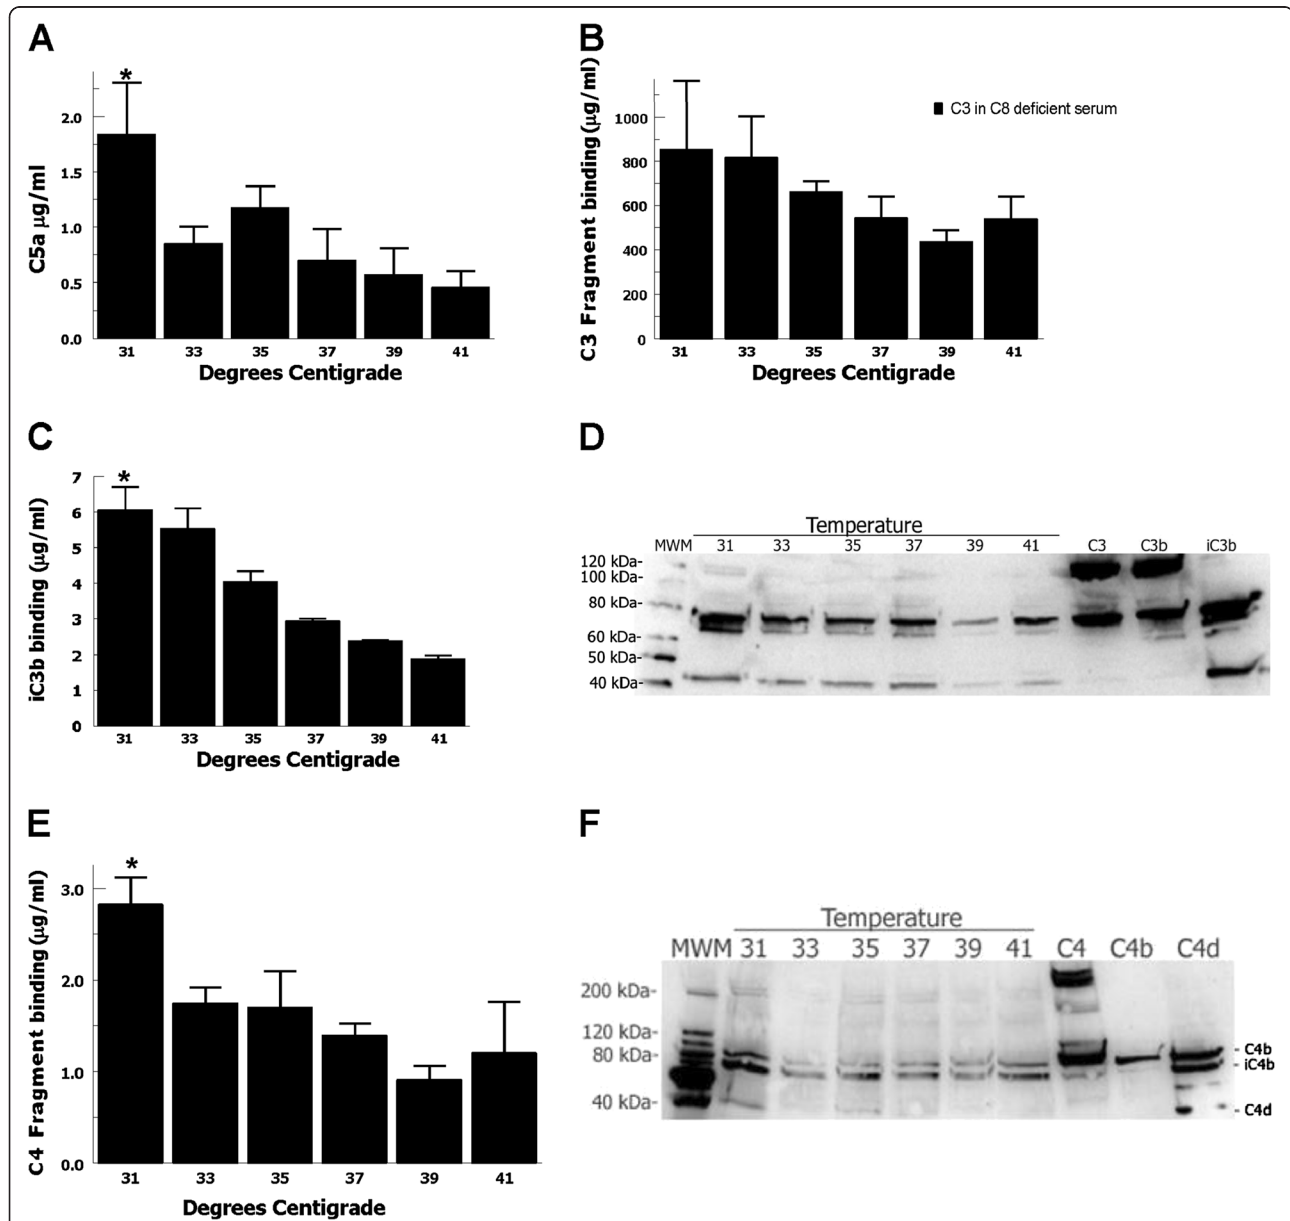 A
*
C5a µg/ml
2.0
1.5
1.0
0.5
0.0
31 33 35 37 39 41
Degrees Centigrade
B
C3 Fragment binding (µg/ml)
1000
800
600
400
200
0
C3 in C8 deficient serum
31 33 35 37 39 41
Degrees Centigrade
C
*
iC3b binding (µg/ml)
7
6
5
4
3
2
1
0
31 33 35 37 39 41
Degrees Centigrade
D
Temperature
MWM 31 33 35 37 39 41 C3 C3b iC3b
120 kDa-
100 kDa-
80 kDa-
60 kDa-
50 kDa-
40 kDa-
E
*
C4 Fragment binding (µg/ml)
3.0
2.0
1.0
0.0
31 33 35 37 39 41
Degrees Centigrade
F
Temperature
MWM 31 33 35 37 39 41 C4 C4b C4d
200 kDa-
120 kDa-
80 kDa-
40 kDa-
- C4b
- iC4b
- C4d